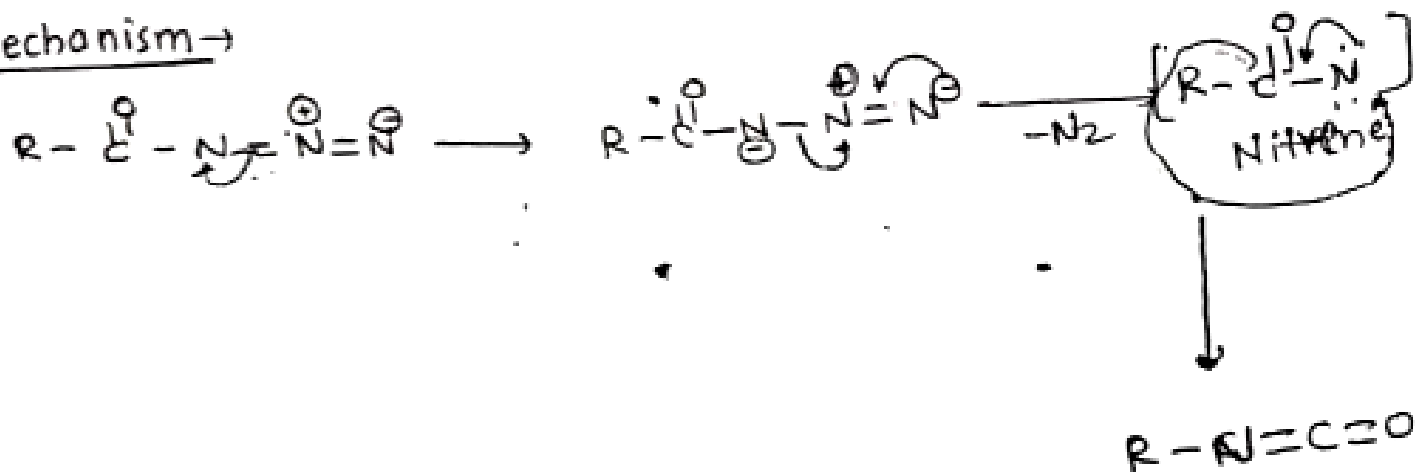 echanism→
R - C(=O) - N = N⊕ = N⊖ ⟶ R - C(=O) - N⊖ - N⊕ = N⊖ ⟶ -N2 [R - C(=O) - N̈]
Nitrene
R - N = C = O